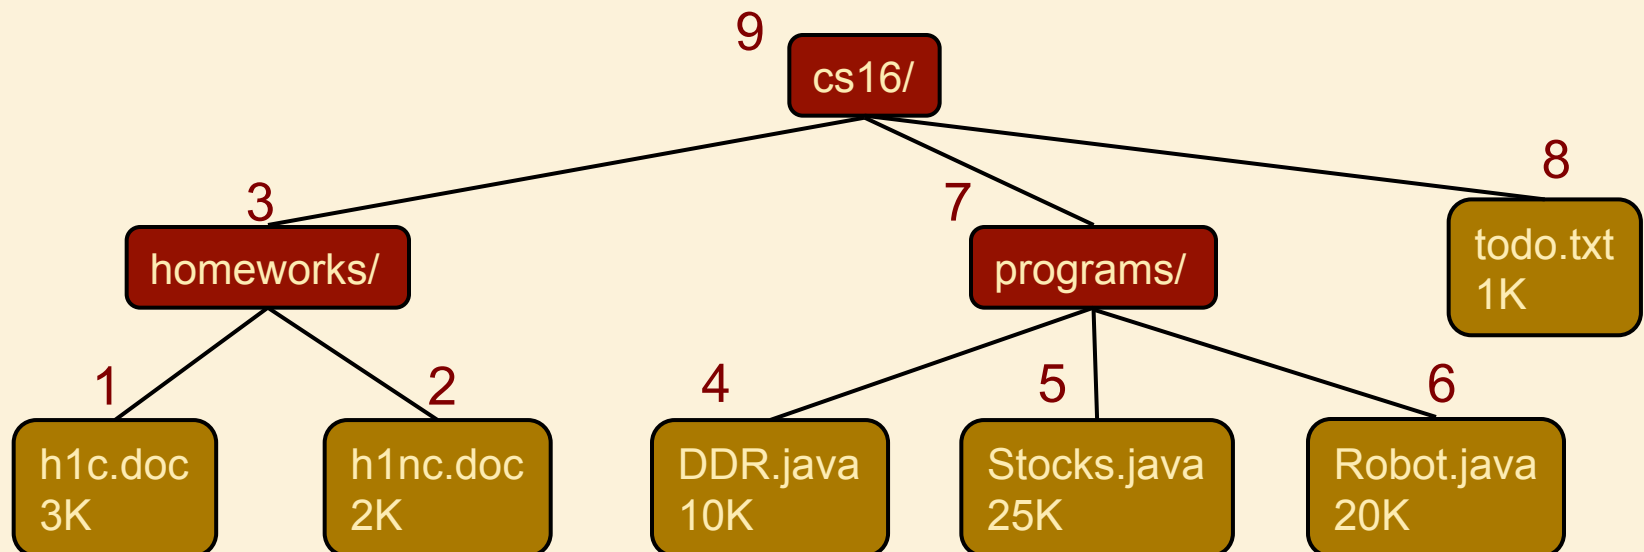 9
cs16/
8
3
7
homeworks/
programs/
todo.txt
1K
1
2
4
5
6
h1c.doc
3K
h1nc.doc
2K
DDR.java
10K
Stocks.java
25K
Robot.java
20K